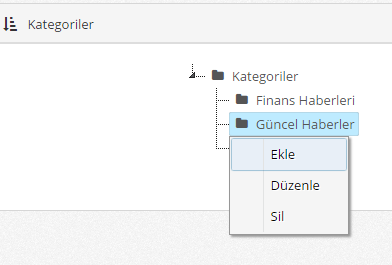 Kategoriler
Kategoriler
Finans Haberleri
Güncel Haberler
Ekle
Düzenle
Sil